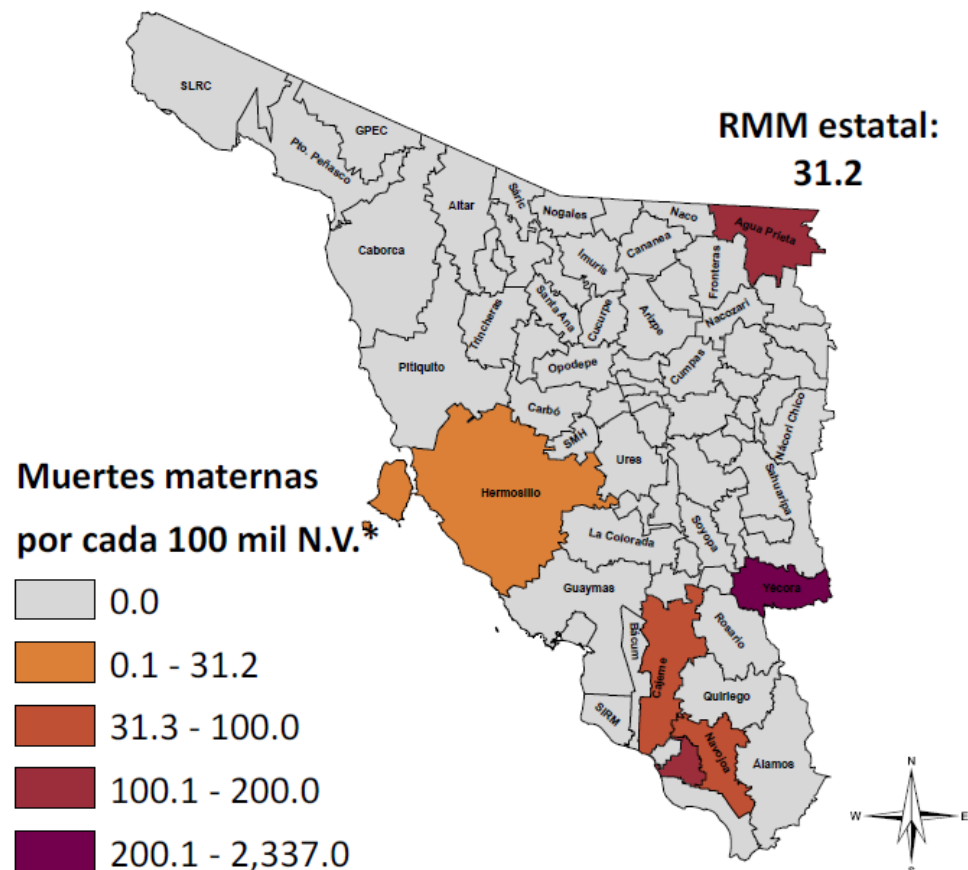 SLRC
GPEC
Pto. Peñasco
RMM estatal:
31.2
Altar
Sáric
Nogales
Naco
Agua Prieta
Caborca
Cananea
Ímuris
Fronteras
Santa Ana
Cucurpe
Arizpe
Nacozari
Trincheras
Pitiquito
Opodepe
Cumpas
Carbó
SMH
Nácori Chico
Ures
Sahuaripa
Hermosillo
La Colorada
Soyopa
Guaymas
Yécora
Bácum
Rosario
Cajeme
Quiriego
SIRM
Navojoa
Álamos
Muertes maternas
por cada 100 mil N.V.*
0.0
0.1 - 31.2
31.3 - 100.0
100.1 - 200.0
200.1 - 2,337.0
N
W E
S